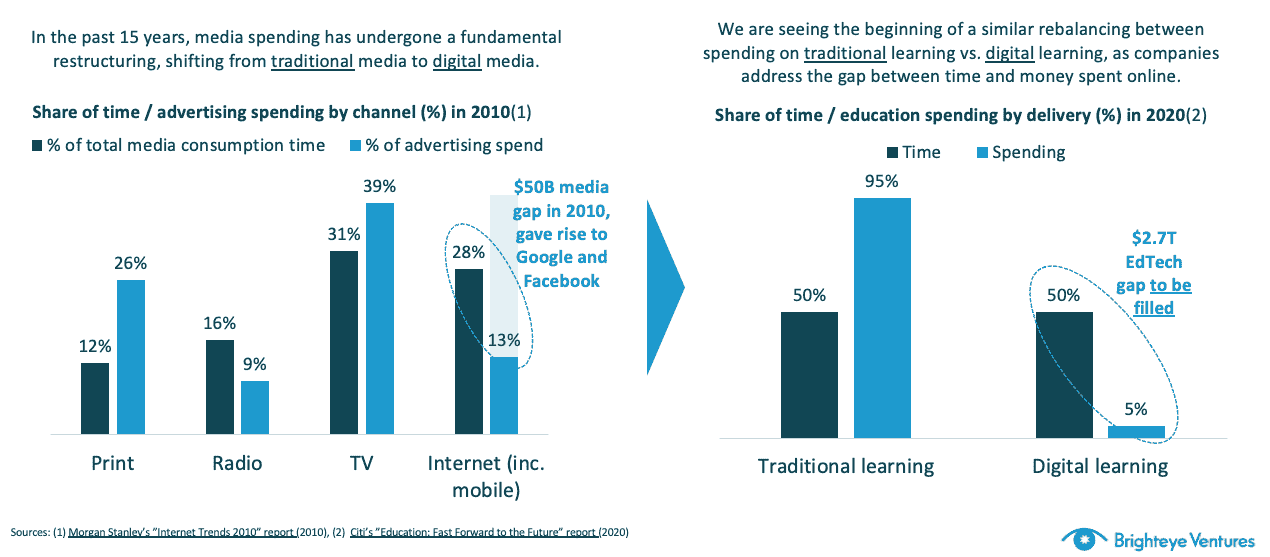 In the past 15 years, media spending has undergone a fundamental
restructuring, shifting from traditional media to digital media.
Share of time / advertising spending by channel (%) in 2010(1)
% of total media consumption time % of advertising spend
$50B media
gap in 2010,
gave rise to
Google and
Facebook
12%
26%
16%
9%
31%
39%
28%
13%
Print
Radio
TV
Internet (inc.
mobile)
We are seeing the beginning of a similar rebalancing between
spending on traditional learning vs. digital learning, as companies
address the gap between time and money spent online.
Share of time / education spending by delivery (%) in 2020(2)
Time Spending
50%
95%
50%
5%
$2.7T
EdTech
gap to be
filled
Traditional learning
Digital learning
Sources: (1) Morgan Stanley's "Internet Trends 2010" report (2010), (2) Citi's "Education: Fast Forward to the Future" report (2020)
Brighteye Ventures